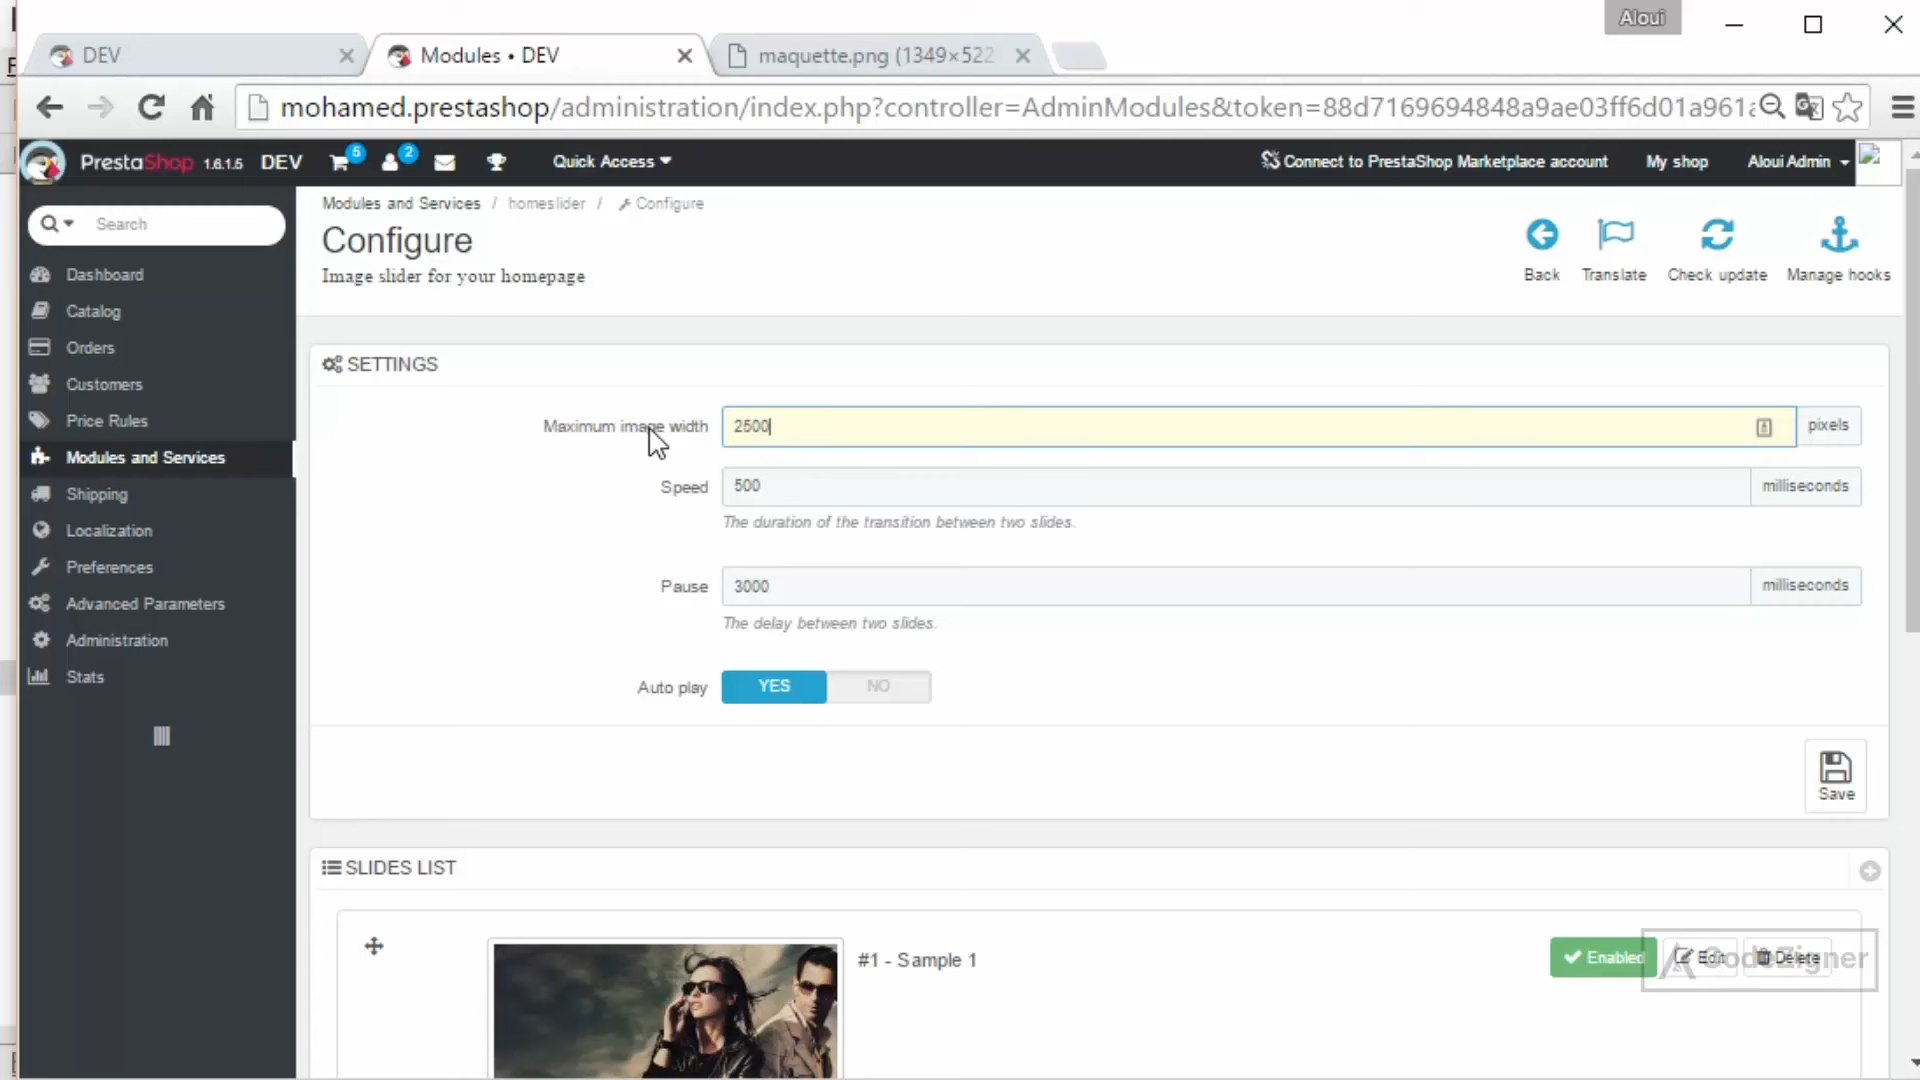 Aloui
DEV
Modules • DEV
maquette.png (1349×522
mohamed.prestashop/administration/index.php?controller=AdminModules&token=88d7169694848a9ae03ff6d01a961
PrestaShop 1.6.1.5 DEV 5 2 Quick Access
Connect to PrestaShop Marketplace account My shop Aloui Admin
Search
Dashboard
Catalog
Orders
Customers
Price Rules
Modules and Services
Shipping
Localization
Preferences
Advanced Parameters
Administration
Stats
Modules and Services / homeslider / Configure
Configure
Image slider for your homepage
Back Translate Check update Manage hooks
SETTINGS
Maximum image width 2500 pixels
Speed 500 milliseconds
The duration of the transition between two slides.
Pause 3000 milliseconds
The delay between two slides.
Auto play YES NO
Save
SLIDES LIST
#1 - Sample 1
Enabled Edit Delete
CodeZigner